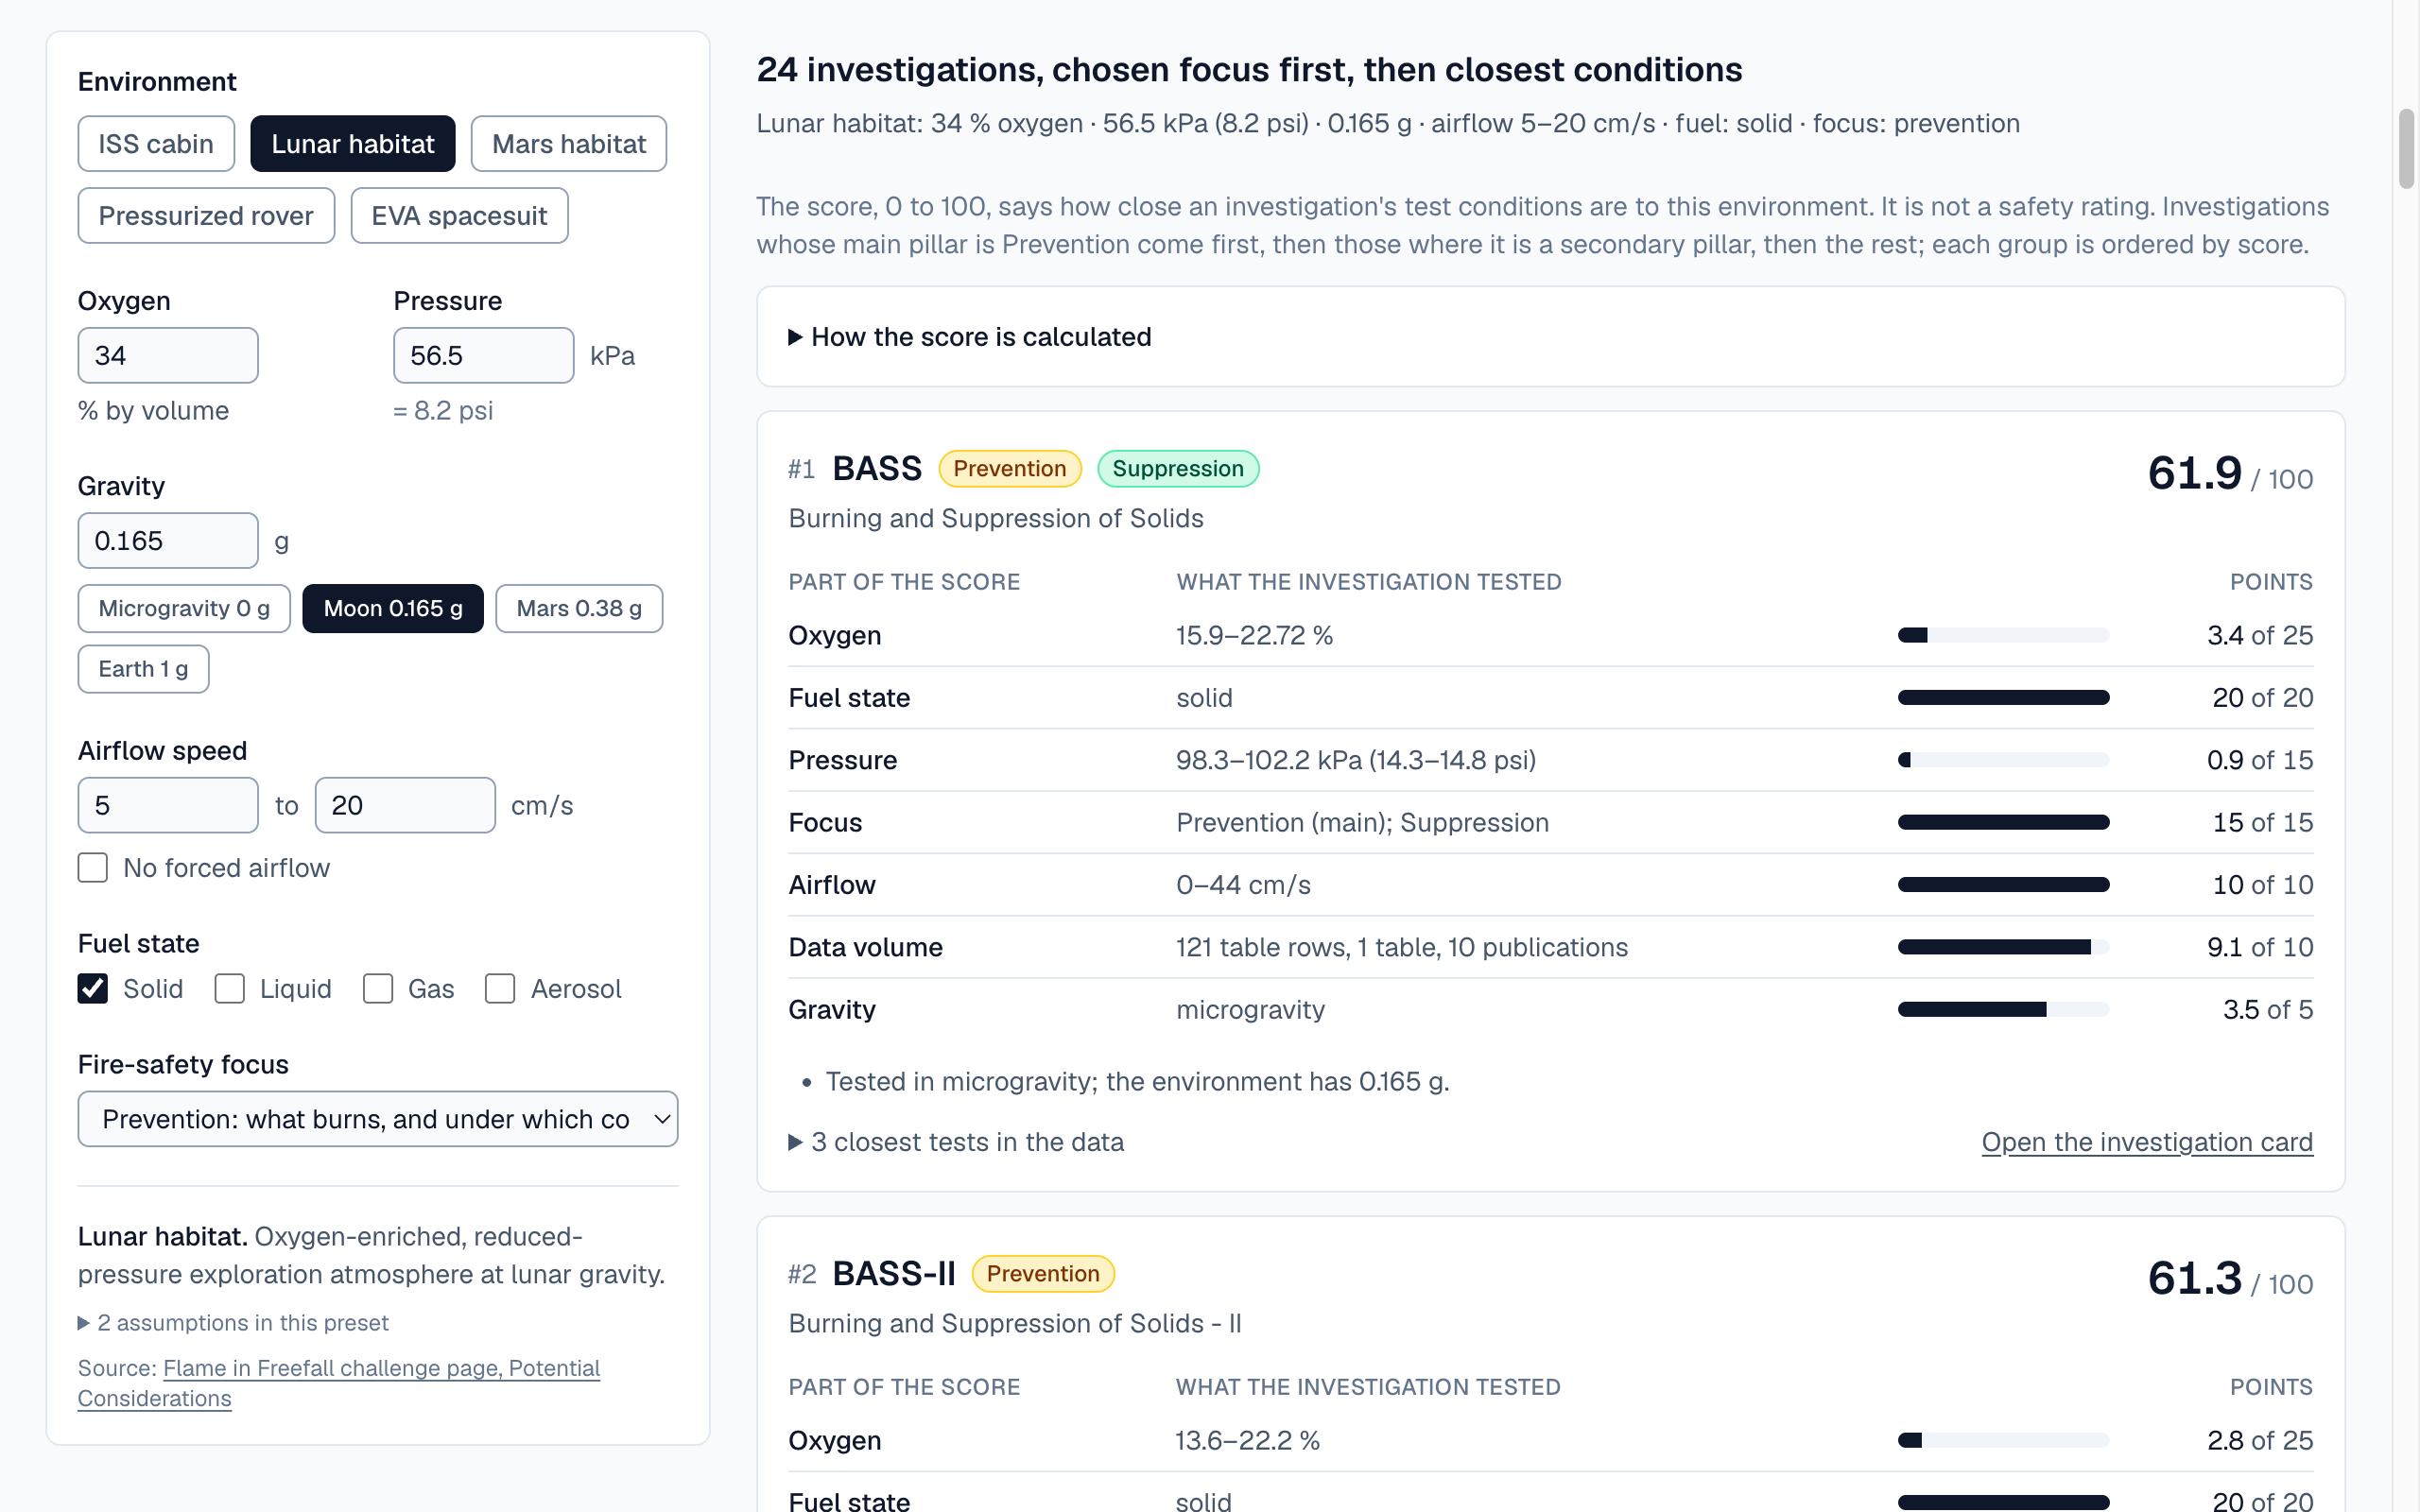 Environment
ISS cabin
Lunar habitat
Mars habitat
Pressurized rover
EVA spacesuit
Oxygen
34
% by volume
Pressure
56.5 kPa
= 8.2 psi
Gravity
0.165 g
Microgravity 0 g
Moon 0.165 g
Mars 0.38 g
Earth 1 g
Airflow speed
5 to 20 cm/s
No forced airflow
Fuel state
Solid
Liquid
Gas
Aerosol
Fire-safety focus
Prevention: what burns, and under which co
Lunar habitat. Oxygen-enriched, reduced-
pressure exploration atmosphere at lunar gravity.
▶ 2 assumptions in this preset
Source: Flame in Freefall challenge page, Potential
Considerations
24 investigations, chosen focus first, then closest conditions
Lunar habitat: 34 % oxygen · 56.5 kPa (8.2 psi) · 0.165 g · airflow 5–20 cm/s · fuel: solid · focus: prevention
The score, 0 to 100, says how close an investigation's test conditions are to this environment. It is not a safety rating. Investigations
whose main pillar is Prevention come first, then those where it is a secondary pillar, then the rest; each group is ordered by score.
▶ How the score is calculated
#1 BASS Prevention Suppression 61.9 / 100
Burning and Suppression of Solids
PART OF THE SCORE WHAT THE INVESTIGATION TESTED POINTS
Oxygen 15.9–22.72 % 3.4 of 25
Fuel state solid 20 of 20
Pressure 98.3–102.2 kPa (14.3–14.8 psi) 0.9 of 15
Focus Prevention (main); Suppression 15 of 15
Airflow 0–44 cm/s 10 of 10
Data volume 121 table rows, 1 table, 10 publications 9.1 of 10
Gravity microgravity 3.5 of 5
• Tested in microgravity; the environment has 0.165 g.
▶ 3 closest tests in the data Open the investigation card
#2 BASS-II Prevention 61.3 / 100
Burning and Suppression of Solids - II
PART OF THE SCORE WHAT THE INVESTIGATION TESTED POINTS
Oxygen 13.6–22.2 % 2.8 of 25
Fuel state solid 20 of 20